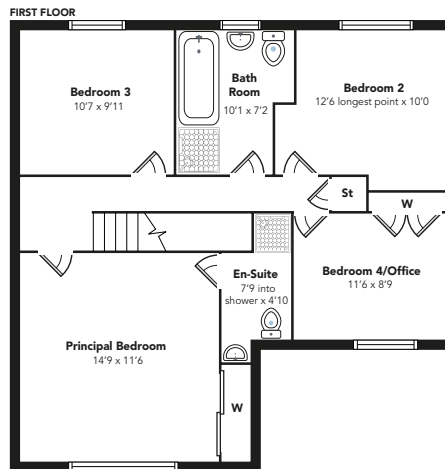 FIRST FLOOR
Bedroom 3
10'7 x 9'11
Bath
Room
10'1 x 7'2
Bedroom 2
12'6 longest point x 10'0
St
W
En-Suite
7'9 into
shower x 4'10
Bedroom 4/Office
11'6 x 8'9
Principal Bedroom
14'9 x 11'6
W